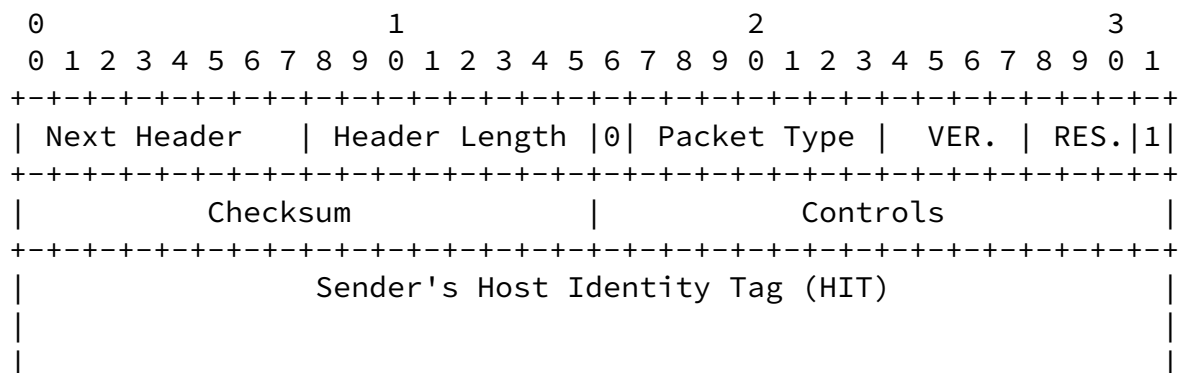 0                   1                   2                   3
0 1 2 3 4 5 6 7 8 9 0 1 2 3 4 5 6 7 8 9 0 1 2 3 4 5 6 7 8 9 0 1
+-+-+-+-+-+-+-+-+-+-+-+-+-+-+-+-+-+-+-+-+-+-+-+-+-+-+-+-+-+-+-+-+
| Next Header   | Header Length |0| Packet Type |  VER. | RES.|1|
+-+-+-+-+-+-+-+-+-+-+-+-+-+-+-+-+-+-+-+-+-+-+-+-+-+-+-+-+-+-+-+-+
|          Checksum             |           Controls            |
+-+-+-+-+-+-+-+-+-+-+-+-+-+-+-+-+-+-+-+-+-+-+-+-+-+-+-+-+-+-+-+-+
|                Sender's Host Identity Tag (HIT)               |
|                                                               |
|                                                               |